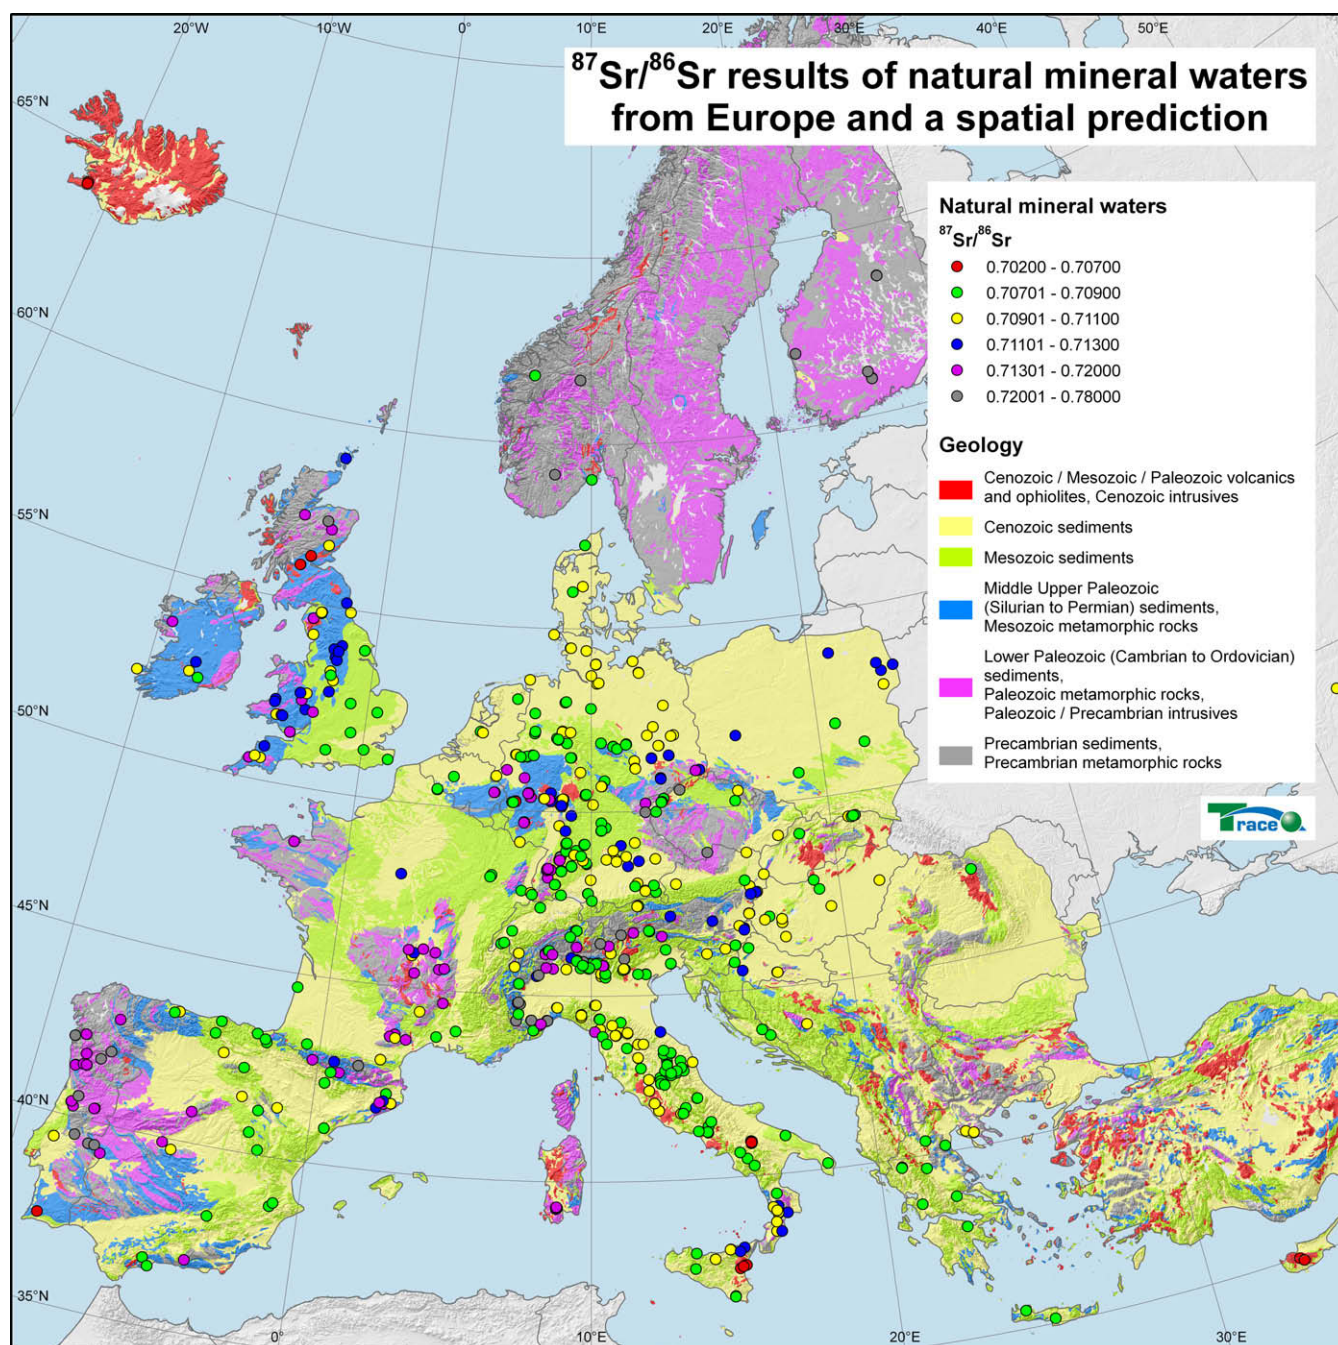 20°W
10°W
0°
10°E
20°E
30°E
40°E
50°E
⁸⁷Sr/⁸⁶Sr results of natural mineral waters
from Europe and a spatial prediction
65°N
60°N
55°N
50°N
45°N
40°N
35°N
Natural mineral waters
⁸⁷Sr/⁸⁶Sr
0.70200 - 0.70700
0.70701 - 0.70900
0.70901 - 0.71100
0.71101 - 0.71300
0.71301 - 0.72000
0.72001 - 0.78000
Geology
Cenozoic / Mesozoic / Paleozoic volcanics
and ophiolites, Cenozoic intrusives
Cenozoic sediments
Mesozoic sediments
Middle Upper Paleozoic
(Silurian to Permian) sediments,
Mesozoic metamorphic rocks
Lower Paleozoic (Cambrian to Ordovician)
sediments,
Paleozoic metamorphic rocks,
Paleozoic / Precambrian intrusives
Precambrian sediments,
Precambrian metamorphic rocks
Trace
0°
10°E
20°E
30°E